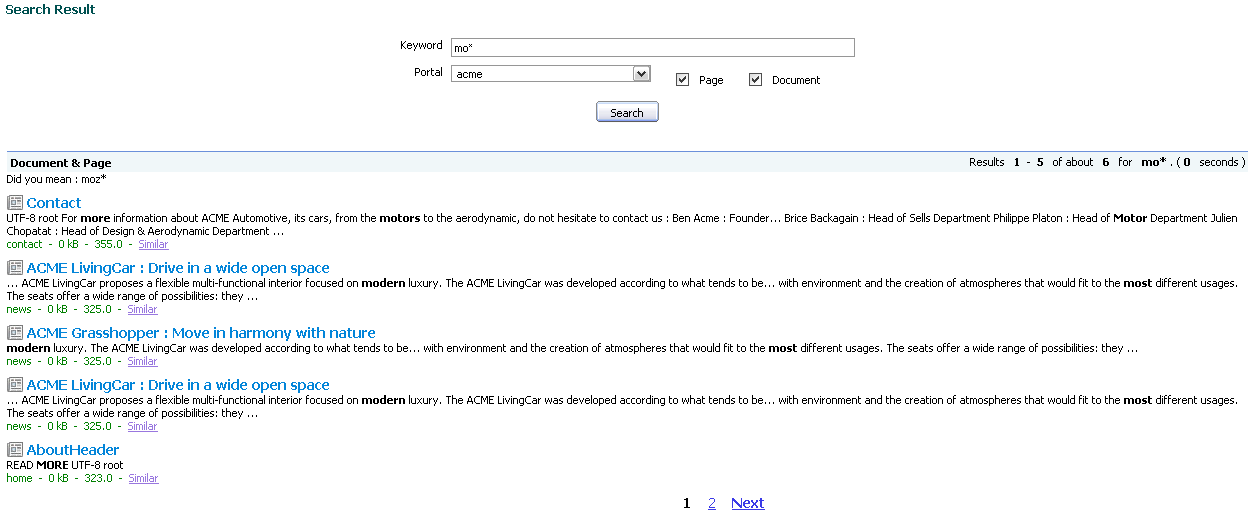 Search Result
Keyword mo*
Portal acme Page Document
Search
Document & Page Results 1 - 5 of about 6 for mo* . ( 0 seconds )
Did you mean : moz*
Contact
UTF-8 root For more information about ACME Automotive, its cars, from the motors to the aerodynamic, do not hesitate to contact us : Ben Acme : Founder... Brice Backagain : Head of Sells Department Philippe Platon : Head of Motor Department Julien
Chopatat : Head of Design & Aerodynamic Department ...
contact - 0 kB - 355.0 - Similar
ACME LivingCar : Drive in a wide open space
... ACME LivingCar proposes a flexible multi-functional interior focused on modern luxury. The ACME LivingCar was developed according to what tends to be... with environment and the creation of atmospheres that would fit to the most different usages.
The seats offer a wide range of possibilities: they ...
news - 0 kB - 325.0 - Similar
ACME Grasshopper : Move in harmony with nature
modern luxury. The ACME LivingCar was developed according to what tends to be... with environment and the creation of atmospheres that would fit to the most different usages. The seats offer a wide range of possibilities: they ...
news - 0 kB - 325.0 - Similar
ACME LivingCar : Drive in a wide open space
... ACME LivingCar proposes a flexible multi-functional interior focused on modern luxury. The ACME LivingCar was developed according to what tends to be... with environment and the creation of atmospheres that would fit to the most different usages.
The seats offer a wide range of possibilities: they ...
news - 0 kB - 325.0 - Similar
AboutHeader
READ MORE UTF-8 root
home - 0 kB - 323.0 - Similar
1 2 Next